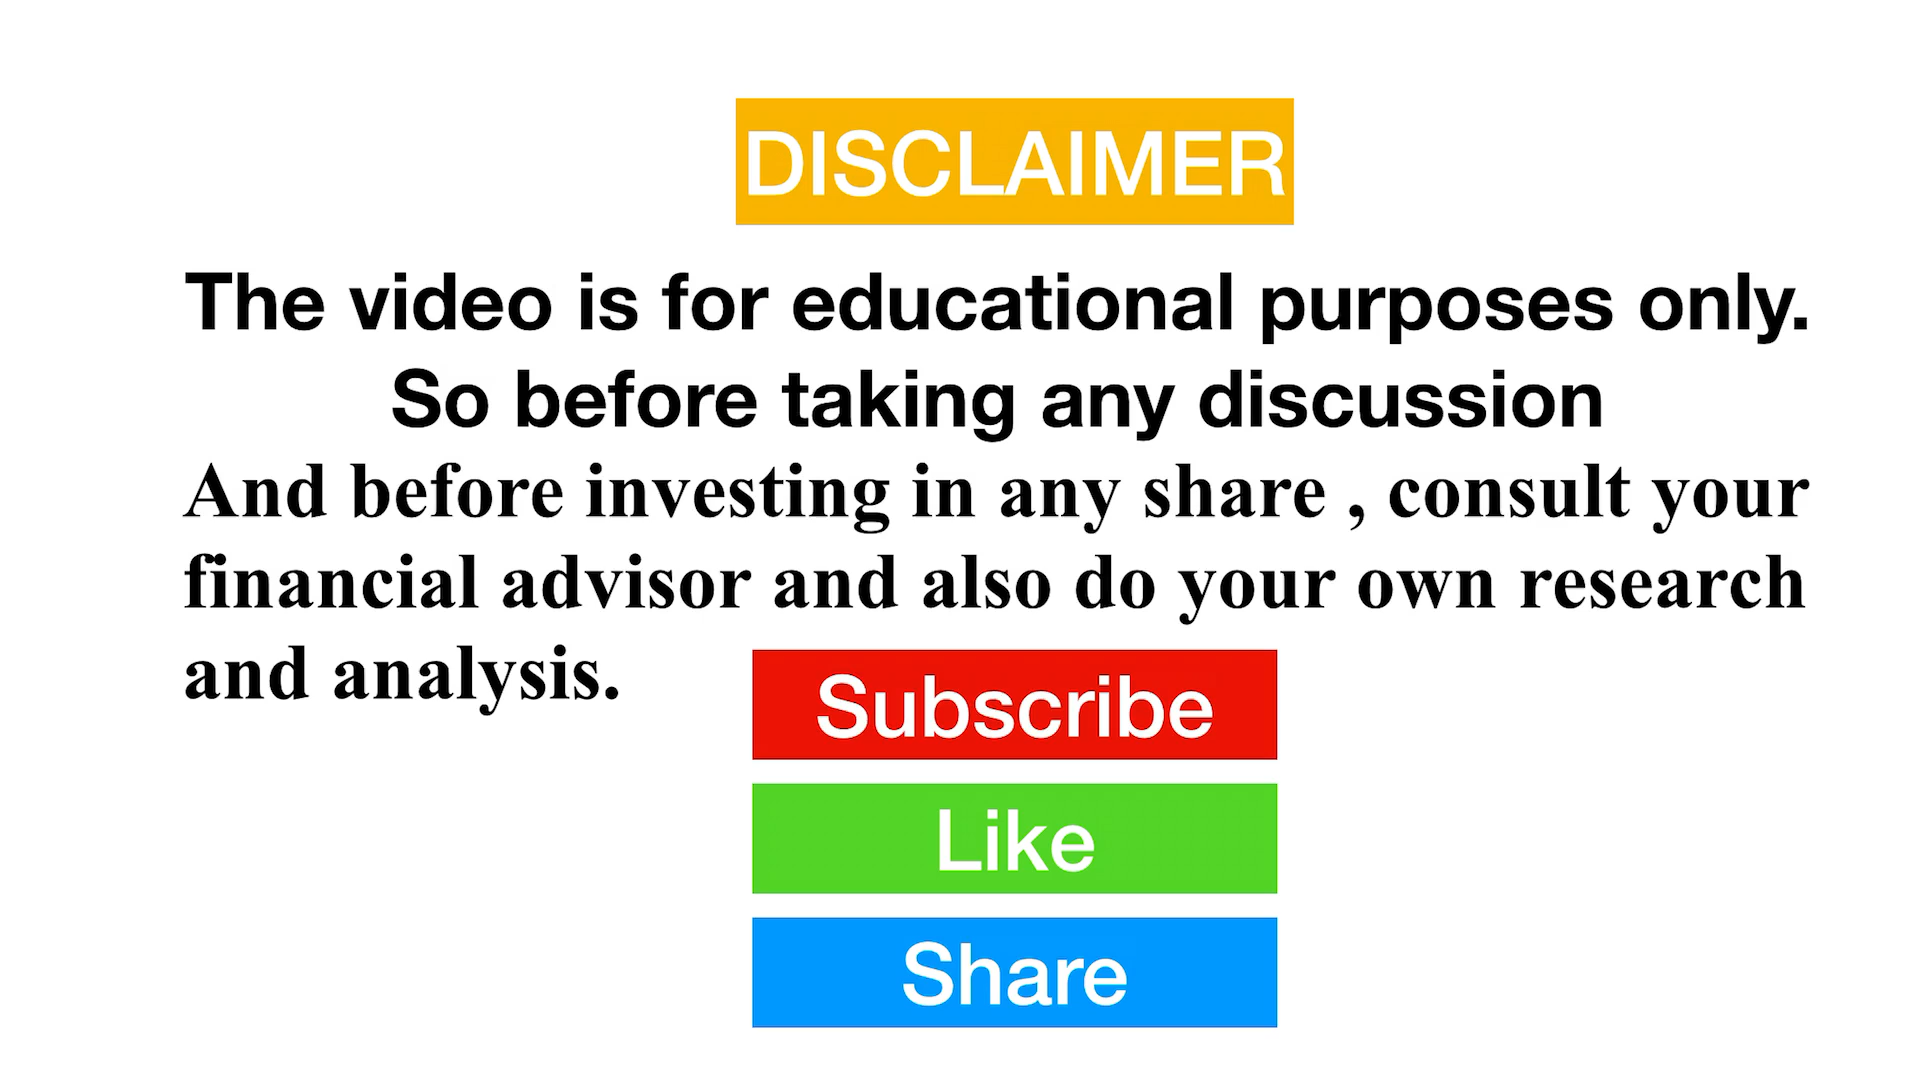 DISCLAIMER
The video is for educational purposes only.
So before taking any discussion
And before investing in any share , consult your
financial advisor and also do your own research
and analysis.
Subscribe
Like
Share